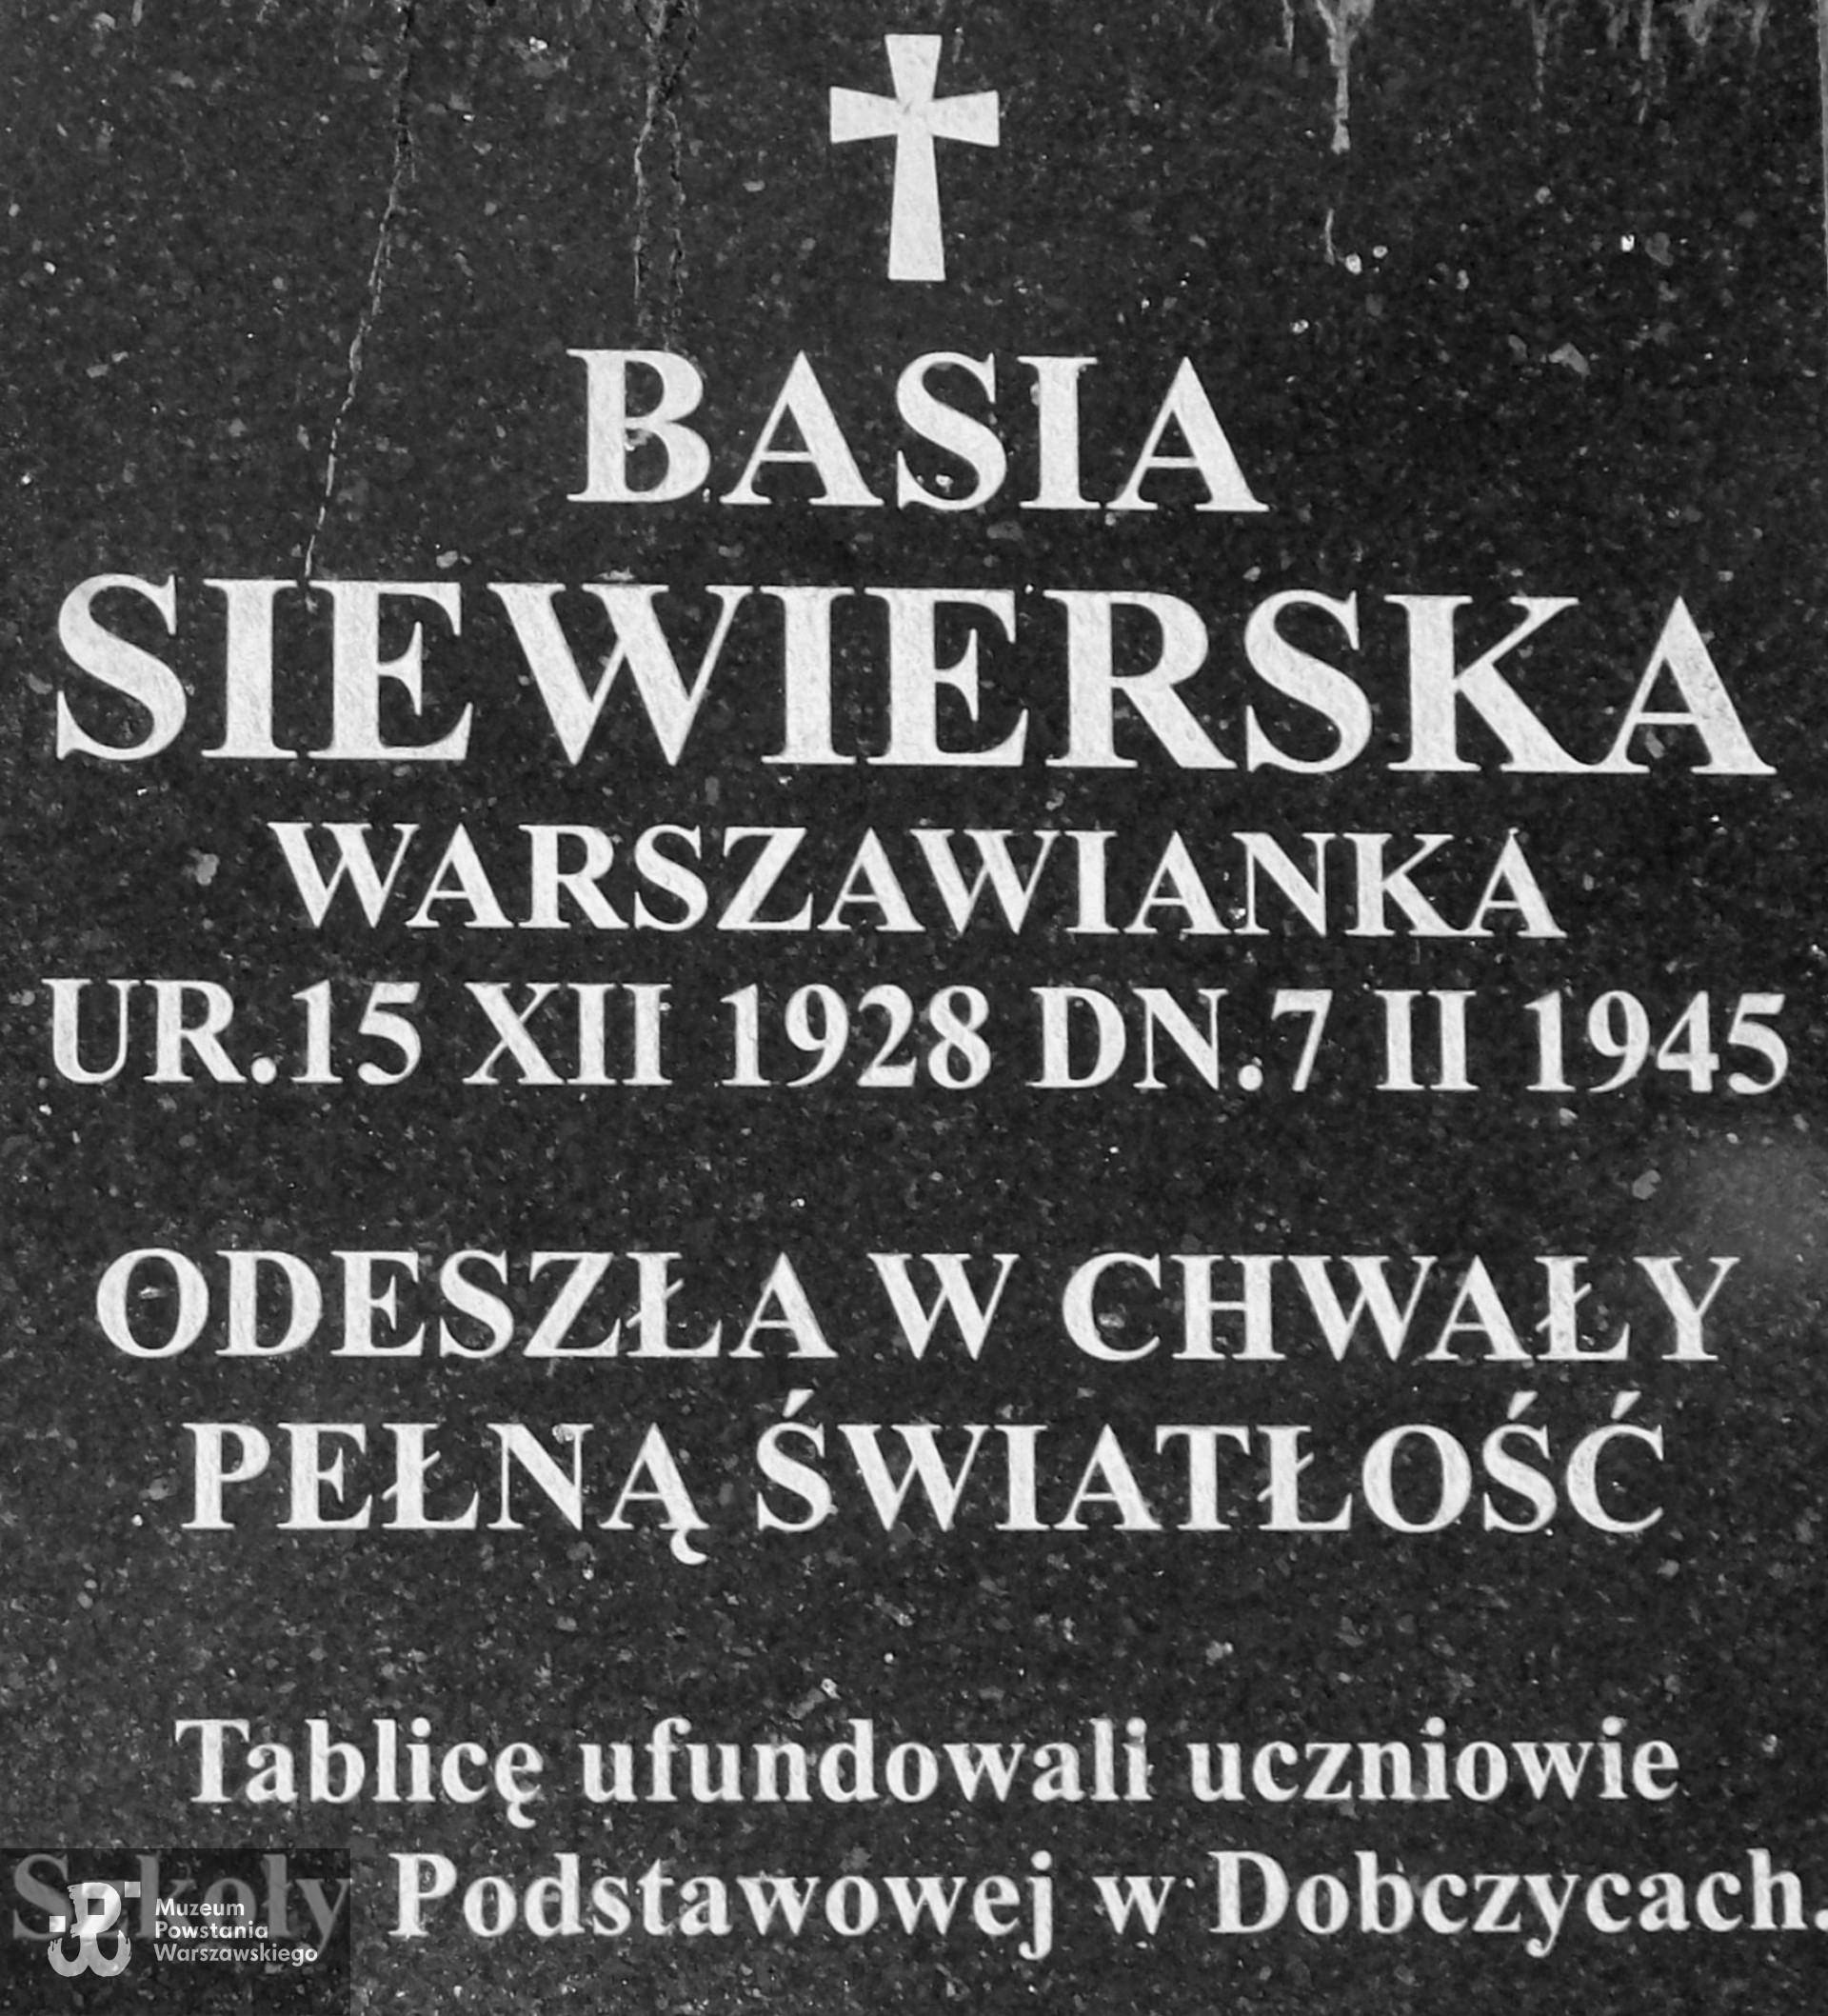 BASIA
SIEWIERSKA
WARSZAWIANKA
UR.15 XII 1928 DN.7 II 1945
ODESZŁA W CHWAŁY
PEŁNĄ ŚWIATŁOŚĆ
Tablicę ufundowali uczniowie
Szkoły Podstawowej w Dobczycach.
Muzeum
Powstania
Warszawskiego